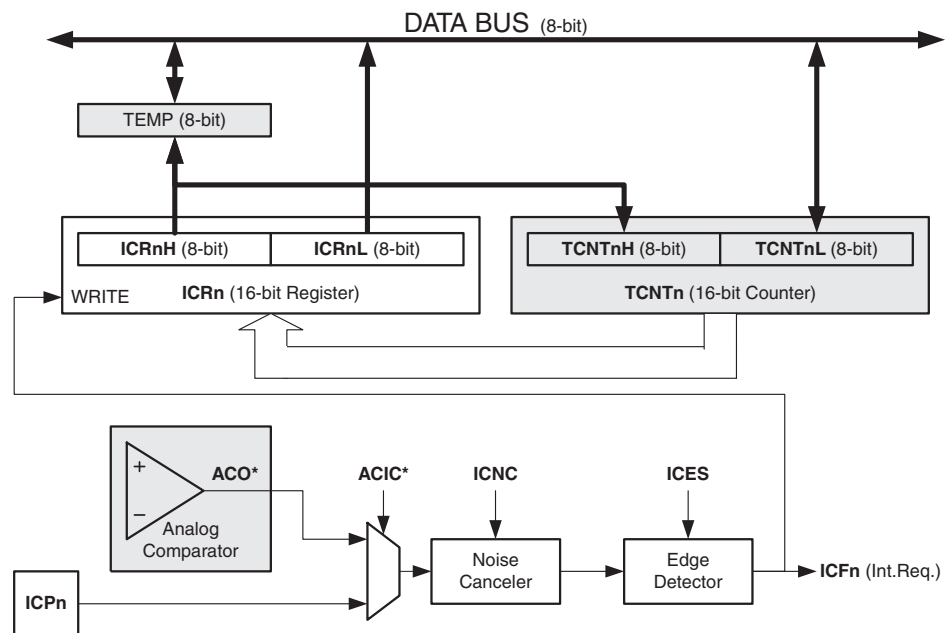 DATA BUS (8-bit)
TEMP (8-bit)
ICRnH (8-bit)
ICRnL (8-bit)
TCNTnH (8-bit)
TCNTnL (8-bit)
WRITE
ICRn (16-bit Register)
TCNTn (16-bit Counter)
+
ACO*
ACIC*
ICNC
ICES
–
Analog
Comparator
Noise
Canceler
Edge
Detector
ICFn (Int.Req.)
ICPn